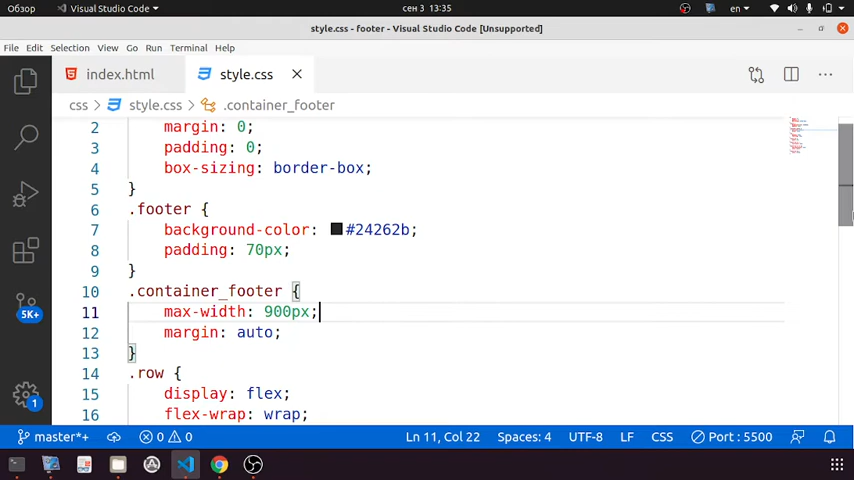 Обзор Visual Studio Code сен 3 13:35 en
style.css - footer - Visual Studio Code [Unsupported]
File Edit Selection View Go Run Terminal Help
index.html style.css
css > style.css > .container_footer
2 margin: 0;
3 padding: 0;
4 box-sizing: border-box;
5 }
6 .footer {
7 background-color: #24262b;
8 padding: 70px;
9 }
10 .container_footer {
11 max-width: 900px;
12 margin: auto;
13 }
14 .row {
15 display: flex;
16 flex-wrap: wrap;
5K+
1
master*+ 0 0 Ln 11, Col 22 Spaces: 4 UTF-8 LF CSS Port : 5500